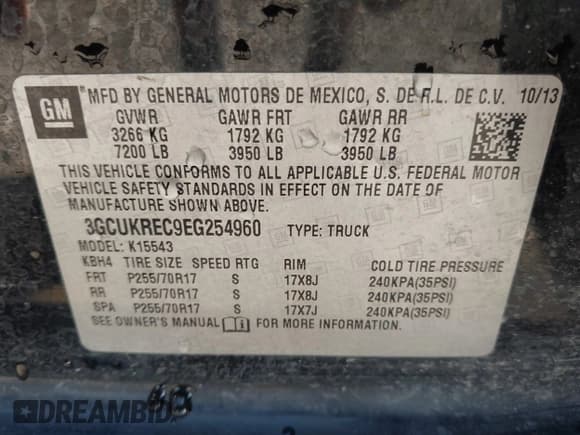 GM
®MFD BY GENERAL MOTORS DE MEXICO, S. DE R.L. DE C.V. 10/13
GVWR GAWR FRT GAWR RR
3266 KG 1792 KG 1792 KG
7200 LB 3950 LB 3950 LB
THIS VEHICLE CONFORMS TO ALL APPLICABLE U.S. FEDERAL MOTOR
VEHICLE SAFETY STANDARDS IN EFFECT ON THE DATE OF
MANUFACTURE SHOWN ABOVE.
3GCUKREC9EG254960 TYPE: TRUCK
MODEL: K15543
KBH4 TIRE SIZE SPEED RTG RIM COLD TIRE PRESSURE
FRT P255/70R17 S 17X8J 240KPA(35PSI)
RR P255/70R17 S 17X8J 240KPA(35PSI)
SPA P255/70R17 S 17X7J 240KPA(35PSI)
SEE OWNER'S MANUAL FOR MORE INFORMATION.
DREAMBID